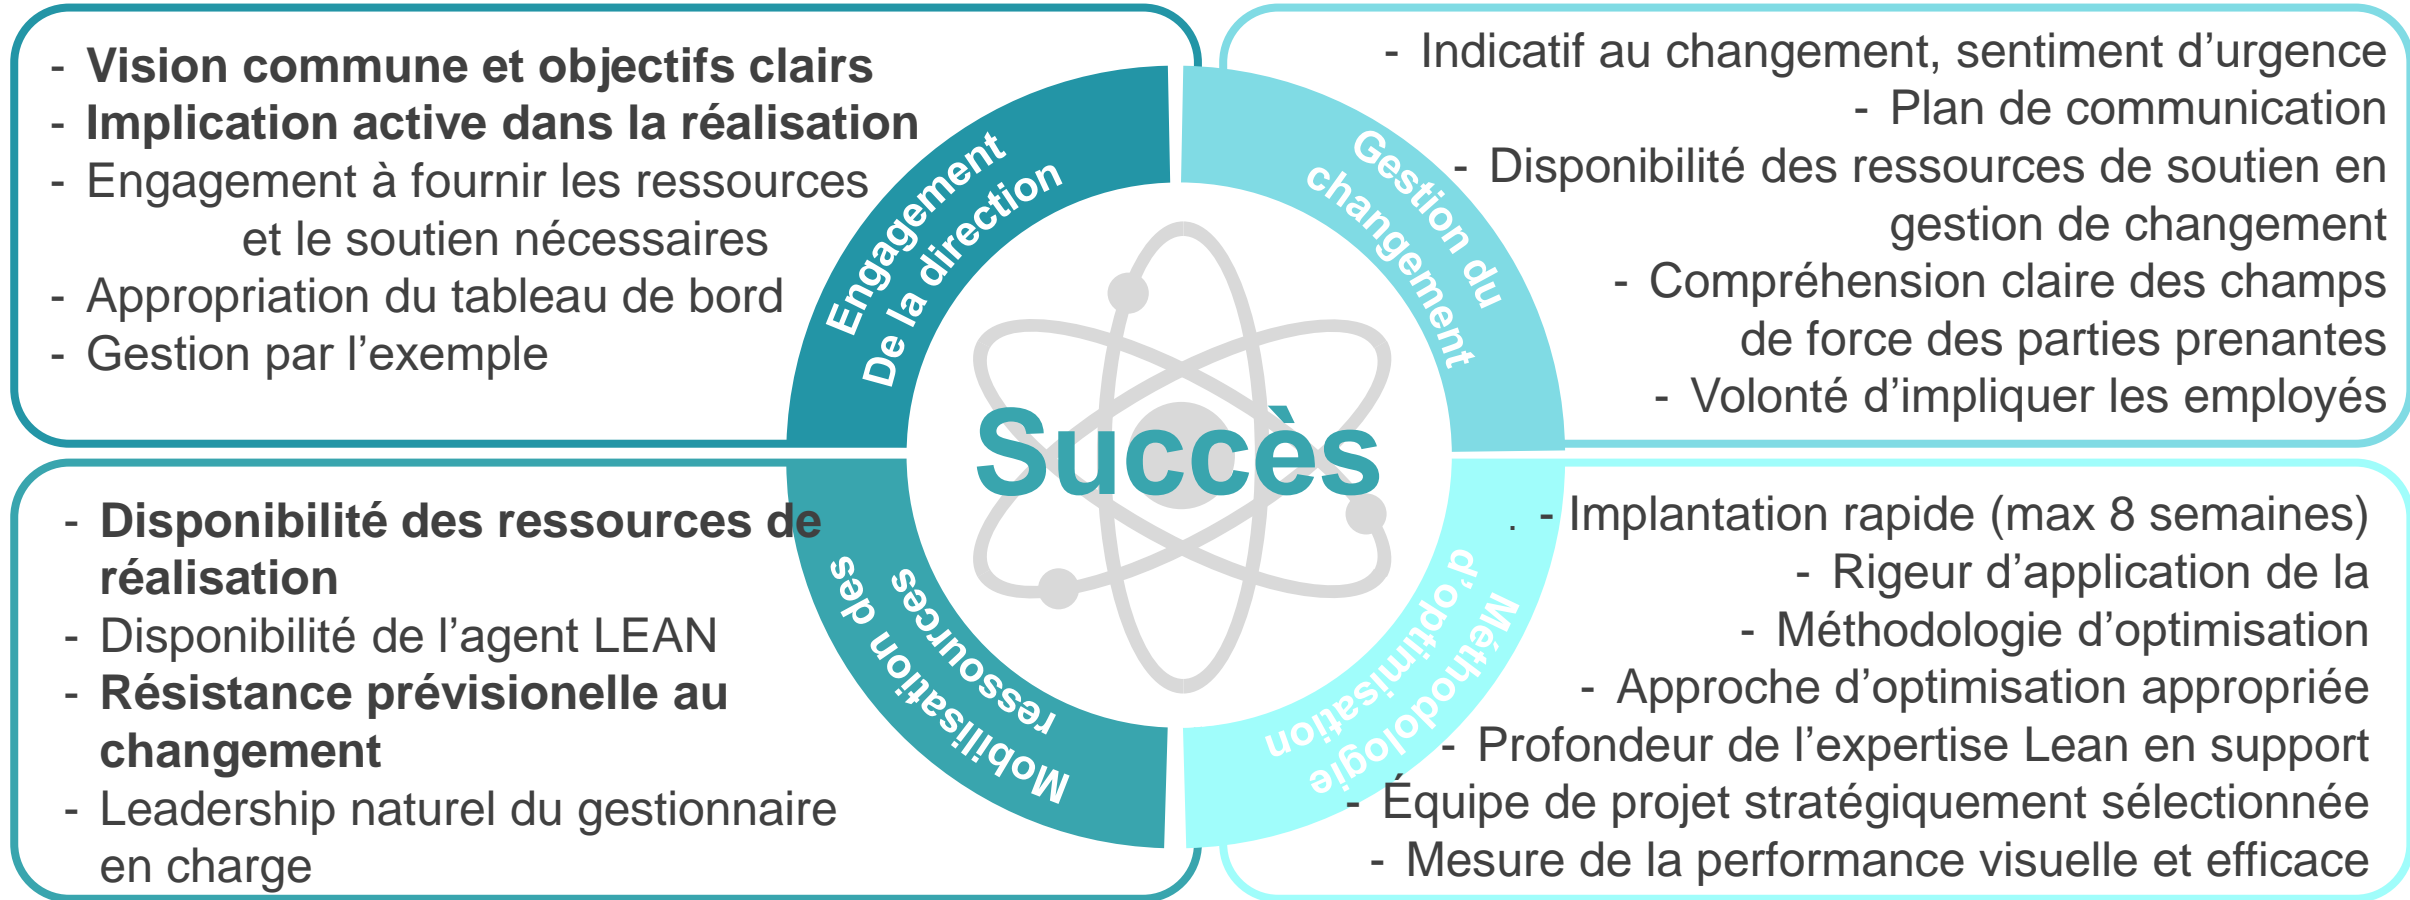 - Vision commune et objectifs clairs
- Implication active dans la réalisation
- Engagement à fournir les ressources
et le soutien nécessaires
- Appropriation du tableau de bord
- Gestion par l’exemple
Engagement
De la direction
- Indicatif au changement, sentiment d’urgence
- Plan de communication
- Disponibilité des ressources de soutien en
gestion de changement
- Compréhension claire des champs
de force des parties prenantes
- Volonté d’impliquer les employés
Gestion du
changement
Succès
- Disponibilité des ressources de
réalisation
- Disponibilité de l’agent LEAN
- Résistance prévisionelle au
changement
- Leadership naturel du gestionnaire
en charge
Mobilisation des
ressources
. - Implantation rapide (max 8 semaines)
- Rigeur d’application de la
- Méthodologie d’optimisation
- Approche d’optimisation appropriée
- Profondeur de l’expertise Lean en support
- Équipe de projet stratégiquement sélectionnée
- Mesure de la performance visuelle et efficace
Méthodologie
d’optimisation